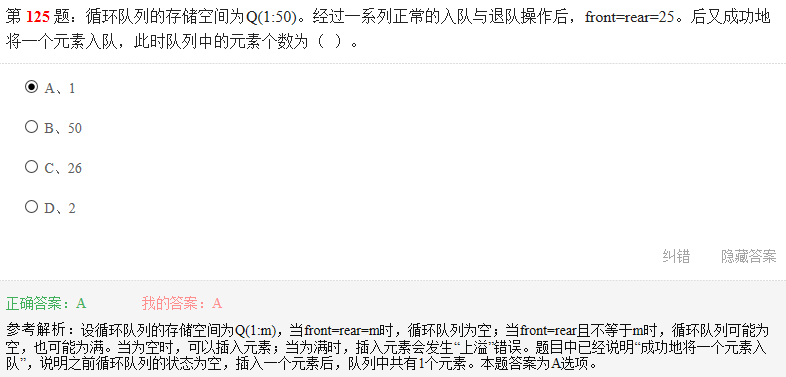 第 125 题：循环队列的存储空间为Q(1:50)。经过一系列正常的入队与退队操作后，front=rear=25。后又成功地
将一个元素入队，此时队列中的元素个数为（ ）。
A、1
B、50
C、26
D、2
纠错 隐藏答案
正确答案：A 我的答案：A
参考解析：设循环队列的存储空间为Q(1:m)，当front=rear=m时，循环队列为空；当front=rear且不等于m时，循环队列可能为
空，也可能为满。当为空时，可以插入元素；当为满时，插入元素会发生“上溢”错误。题目中已经说明“成功地将一个元素入
队”，说明之前循环队列的状态为空，插入一个元素后，队列中共有1个元素。本题答案为A选项。